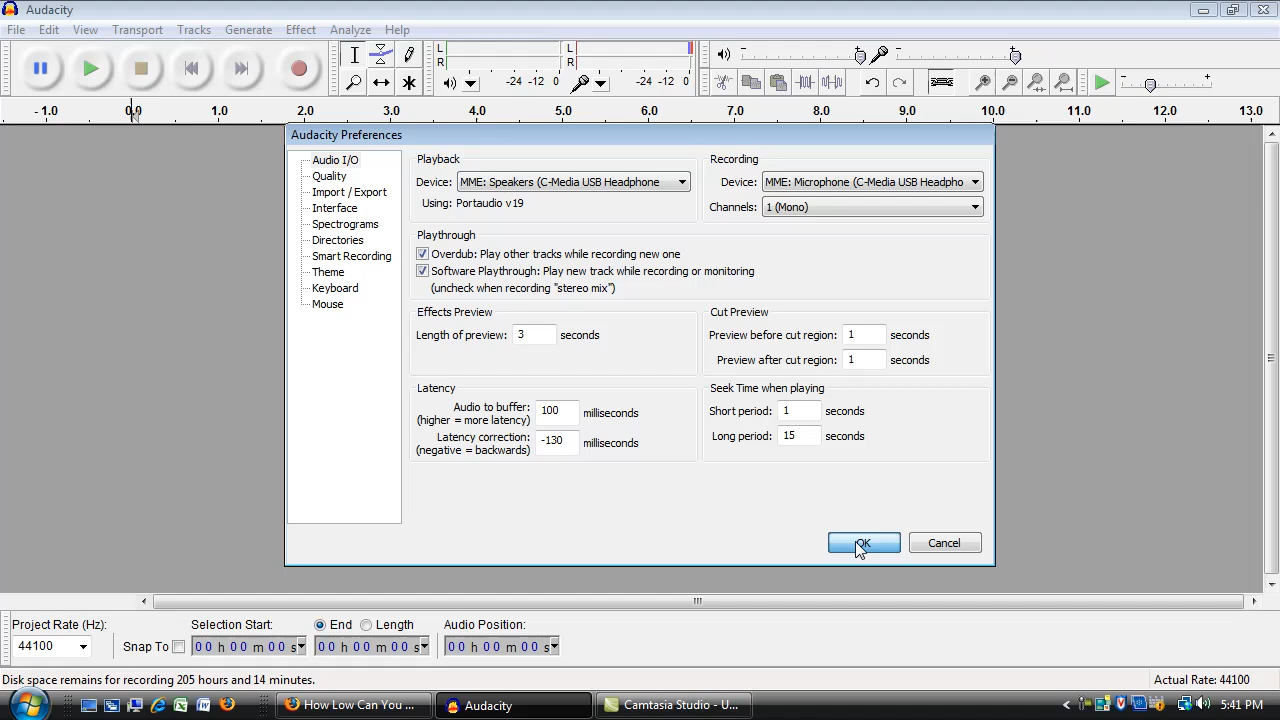 Audacity
File Edit View Transport Tracks Generate Effect Analyze Help
L
R
-24 -12 0
L
R
-24 -12 0
- 1.0 0.0 1.0 2.0 3.0 4.0 5.0 6.0 7.0 8.0 9.0 10.0 11.0 12.0 13.0
Audacity Preferences
Audio I/O
Quality
Import / Export
Interface
Spectrograms
Directories
Smart Recording
Theme
Keyboard
Mouse
Playback
Device: MME: Speakers (C-Media USB Headphone
Using: Portaudio v19
Recording
Device: MME: Microphone (C-Media USB Headpho
Channels: 1 (Mono)
Playthrough
Overdub: Play other tracks while recording new one
Software Playthrough: Play new track while recording or monitoring
(uncheck when recording "stereo mix")
Effects Preview
Length of preview: 3 seconds
Cut Preview
Preview before cut region: 1 seconds
Preview after cut region: 1 seconds
Latency
Audio to buffer:
(higher = more latency) 100 milliseconds
Latency correction:
(negative = backwards) -130 milliseconds
Seek Time when playing
Short period: 1 seconds
Long period: 15 seconds
OK Cancel
Project Rate (Hz):
44100
Snap To
Selection Start:
00 h 00 m 00 s
End Length
00 h 00 m 00 s
Audio Position:
00 h 00 m 00 s
Disk space remains for recording 205 hours and 14 minutes.
Actual Rate: 44100
How Low Can You ...
Audacity
Camtasia Studio - U...
5:41 PM